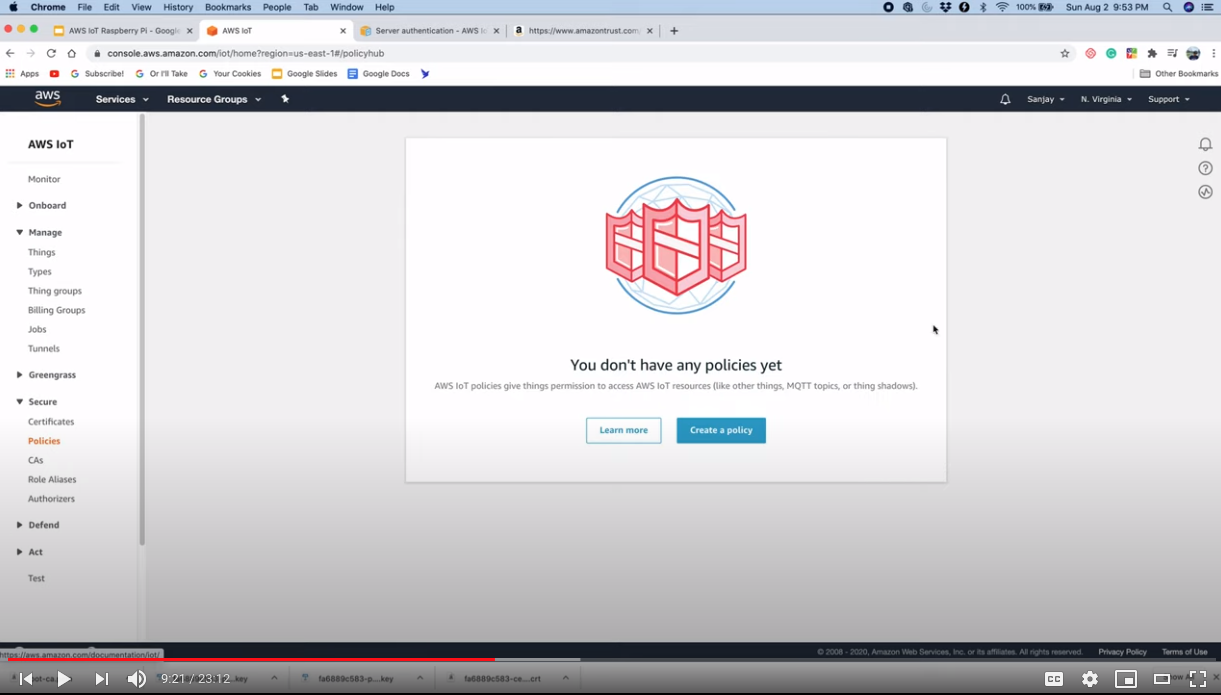 Chrome File Edit View History Bookmarks People Tab Window Help 100% Sun Aug 2 9:53 PM
AWS IoT Raspberry Pi - Google AWS IoT Server authentication - AWS Io https://www.amazontrust.com
console.aws.amazon.com/iot/home?region=us-east-1#/policyhub
Apps Subscribe! Or I'll Take Your Cookies Google Slides Google Docs Other Bookmarks
aws Services Resource Groups Sanjay N. Virginia Support
AWS IoT
Monitor
Onboard
Manage
Things
Types
Thing groups
Billing Groups
Jobs
Tunnels
Greengrass
Secure
Certificates
Policies
CAs
Role Aliases
Authorizers
Defend
Act
Test
You don't have any policies yet
AWS IoT policies give things permission to access AWS IoT resources (like other things, MQTT topics, or thing shadows).
Learn more Create a policy
https://aws.amazon.com/documentation/iot/
© 2008 - 2020, Amazon Web Services, Inc. or its affiliates. All rights reserved. Privacy Policy Terms of Use
9:21 / 23:12 .key fa6889c583-p....key fa6889c583-ce....crt CC